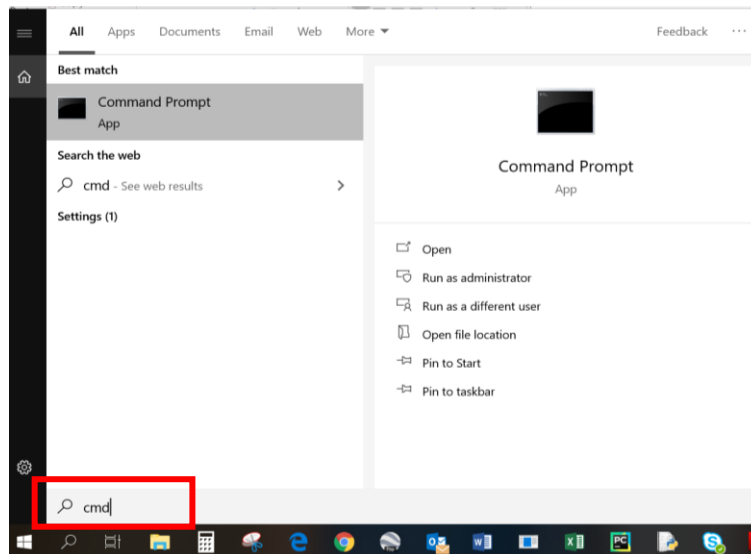 All Apps Documents Email Web More Feedback ...
Best match
Command Prompt
App
Search the web
cmd - See web results
Settings (1)
Command Prompt
App
Open
Run as administrator
Run as a different user
Open file location
Pin to Start
Pin to taskbar
cmd